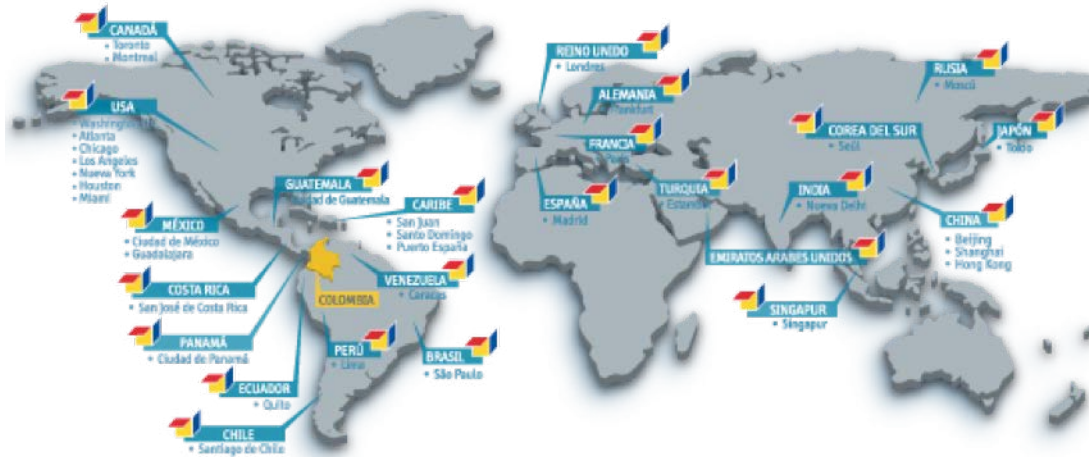 CANADÁ
• Toronto
• Montreal
USA
• Washington
• Atlanta
• Chicago
• Los Angeles
• Nueva York
• Houston
• Miami
GUATEMALA
Ciudad de Guatemala
CARIBE
• San Juan
• Santo Domingo
• Puerto España
MÉXICO
• Ciudad de México
• Guadalajara
COSTA RICA
• San José de Costa Rica
COLOMBIA
VENEZUELA
• Caracas
PANAMÁ
• Ciudad de Panamá
PERÚ
• Lima
BRASIL
• São Paulo
ECUADOR
• Quito
CHILE
• Santiago de Chile
REINO UNIDO
• Londres
ALEMANIA
• Frankfurt
FRANCIA
ESPAÑA
• Madrid
TURQUIA
• Estambul
RUSIA
• Moscú
COREA DEL SUR
• Seúl
JAPÓN
• Tokio
INDIA
• Nueva Delhi
CHINA
• Beijing
• Shanghai
• Hong Kong
EMIRATOS ARABES UNIDOS
SINGAPUR
• Singapur